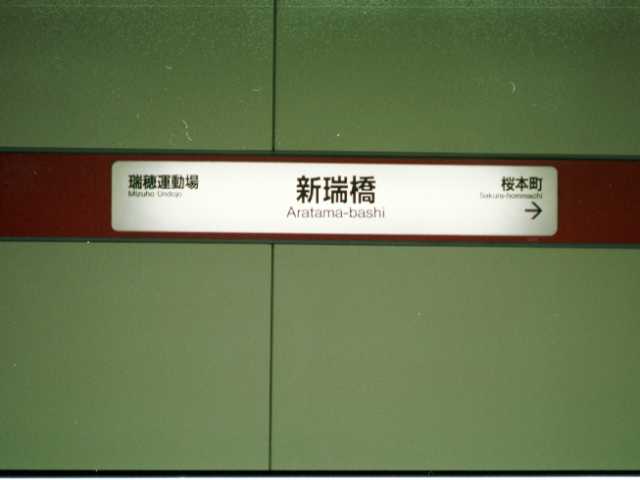 瑞穂運動場
Mizuho Undojo
新瑞橋
Aratama-bashi
桜本町
Sakura-hommachi
→